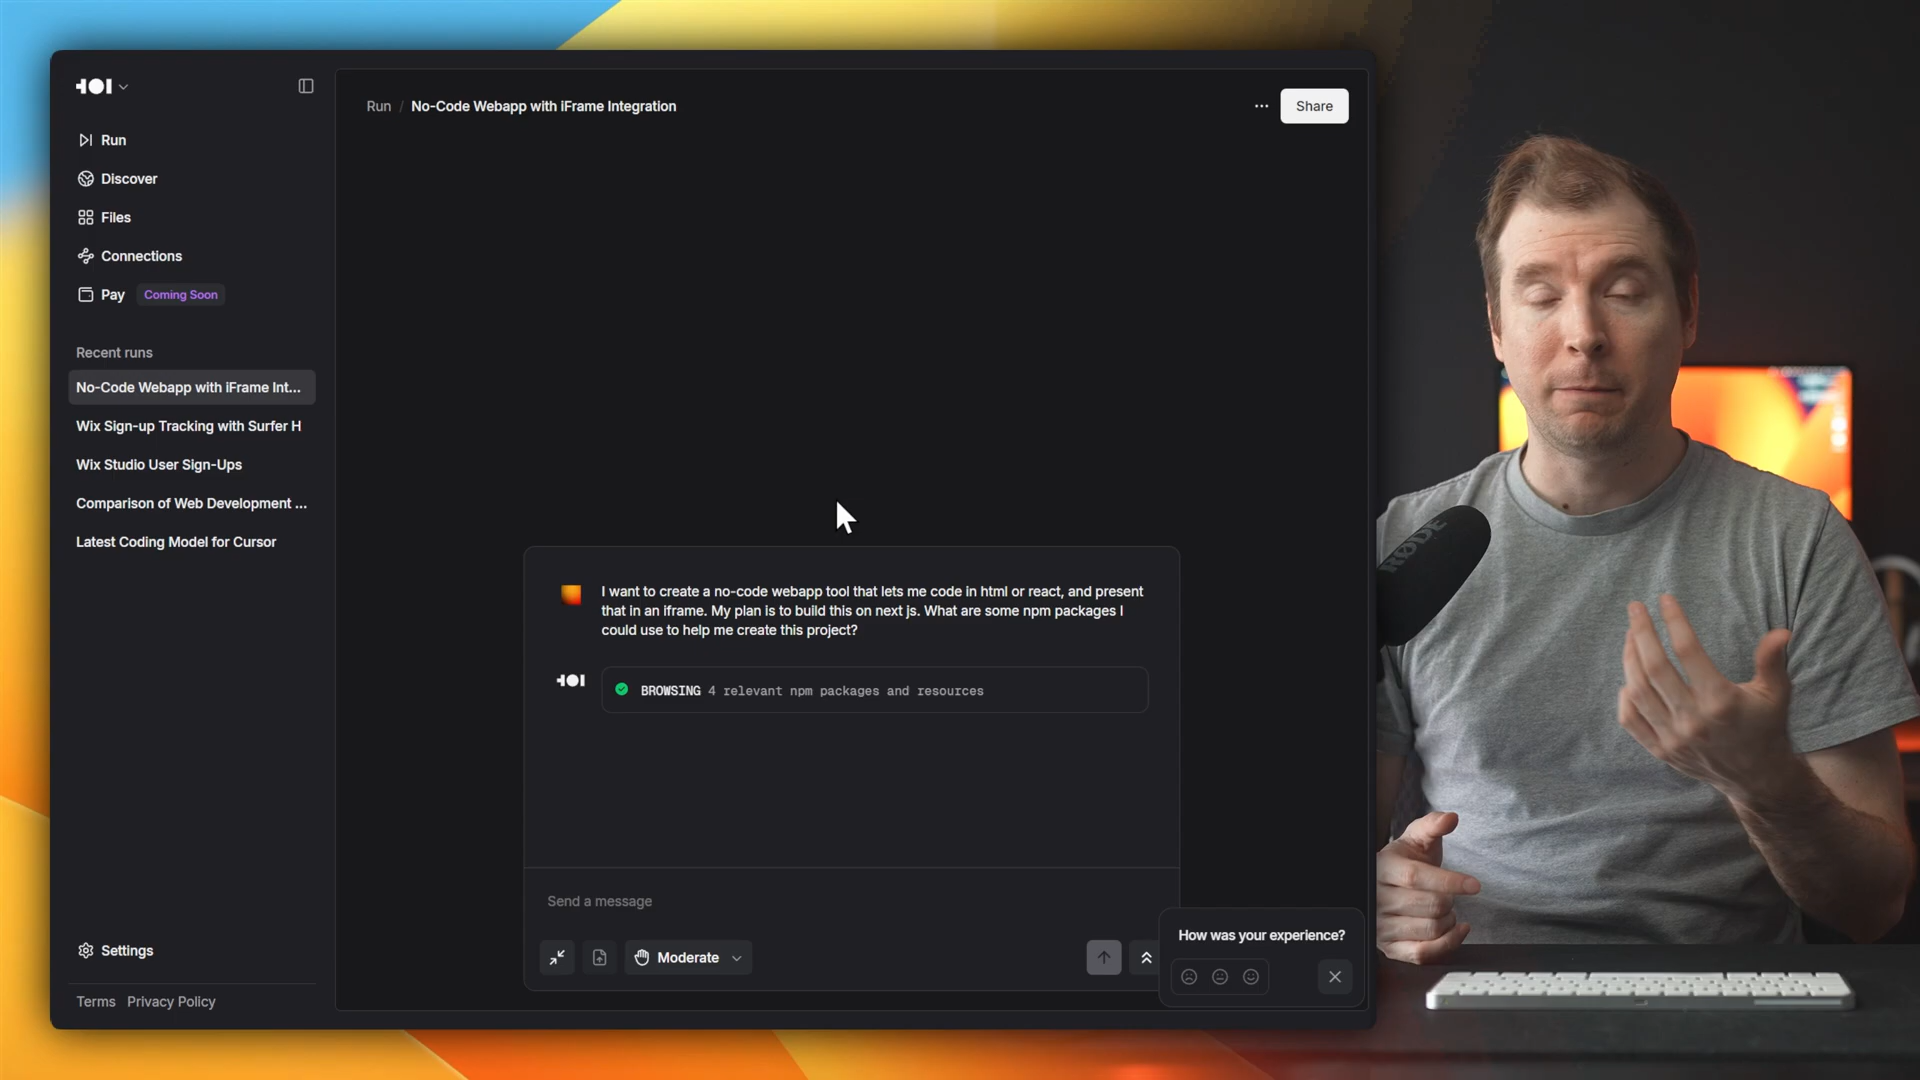 Run
Discover
Files
Connections
Pay
Coming Soon
Recent runs
No-Code Webapp with iFrame Int...
Wix Sign-up Tracking with Surfer H
Wix Studio User Sign-Ups
Comparison of Web Development ...
Latest Coding Model for Cursor
Settings
Terms Privacy Policy
Run / No-Code Webapp with iFrame Integration
Share
I want to create a no-code webapp tool that lets me code in html or react, and present
that in an iframe. My plan is to build this on next js. What are some npm packages I
could use to help me create this project?
BROWSING 4 relevant npm packages and resources
Send a message
Moderate
How was your experience?
RØDE